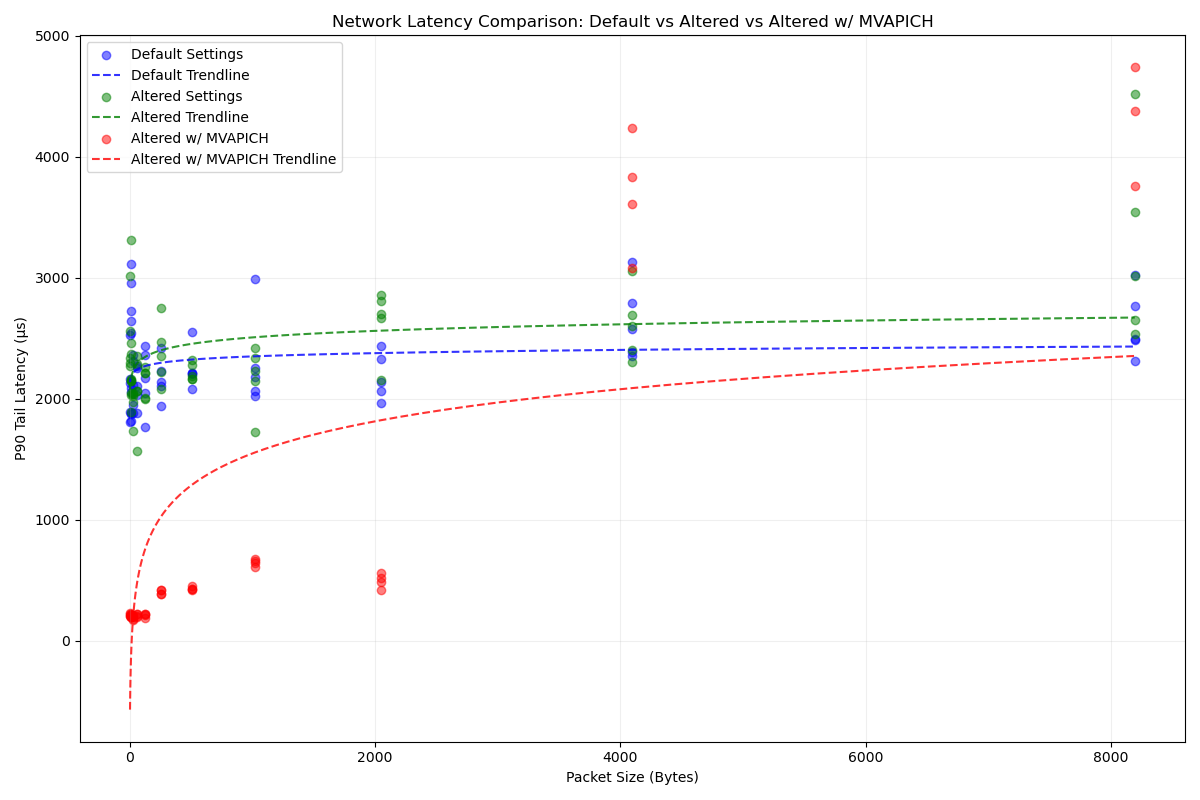 Network Latency Comparison: Default vs Altered vs Altered w/ MVAPICH
Default Settings
Default Trendline
Altered Settings
Altered Trendline
Altered w/ MVAPICH
Altered w/ MVAPICH Trendline
P90 Tail Latency (μs)
5000
4000
3000
2000
1000
0
0
2000
4000
6000
8000
Packet Size (Bytes)